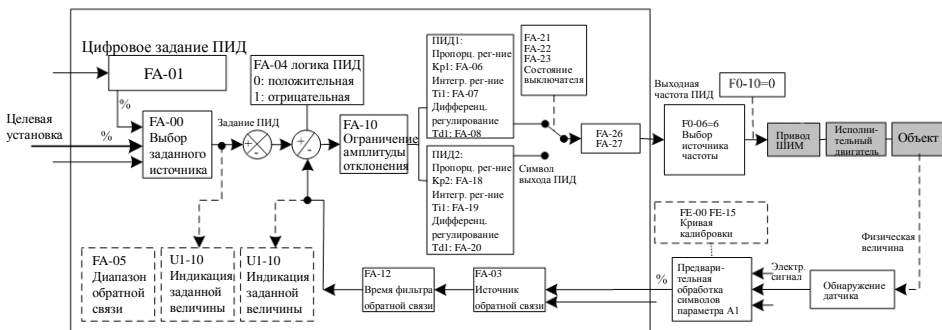 Цифровое задание ПИД
FA-01
%
Целевая
установка
%
FA-00
Выбор
заданного
источника
Задание ПИД
FA-04 логика ПИД
0: положительная
1: отрицательная
+
-
+
/
-
FA-10
Ограничение
амплитуды
отклонения
ПИД1:
Пропорц. рег-ние
Kp1: FA-06
Интегр. рег-ние
Ti1: FA-07
Дифференц.
регулирование
Td1: FA-08
ПИД2:
Пропорц. рег-ние
Kp2: FA-18
Интегр. рег-ние
Ti1: FA-19
Дифференц.
регулирование
Td1: FA-20
FA-21
FA-22
FA-23
Состояние
выключателя
Символ
выхода ПИД
FA-26
FA-27
Выходная
частота ПИД
F0-10=0
F0-06=6
Выбор
источника
частоты
Привод
ШИМ
Исполни-
тельный
двигатель
Объект
Физическая
величина
FE-00 FE-15
Кривая
калибровки
Электр.
сигнал
Обнаружение
датчика
Предвари-
тельная
обработка
символов
параметра A1
%
FA-03
Источник
обратной связи
FA-12
Время фильтра
обратной связи
FA-05
Диапазон
обратной
связи
U1-10
Индикация
заданной
величины
U1-10
Индикация
заданной
величины